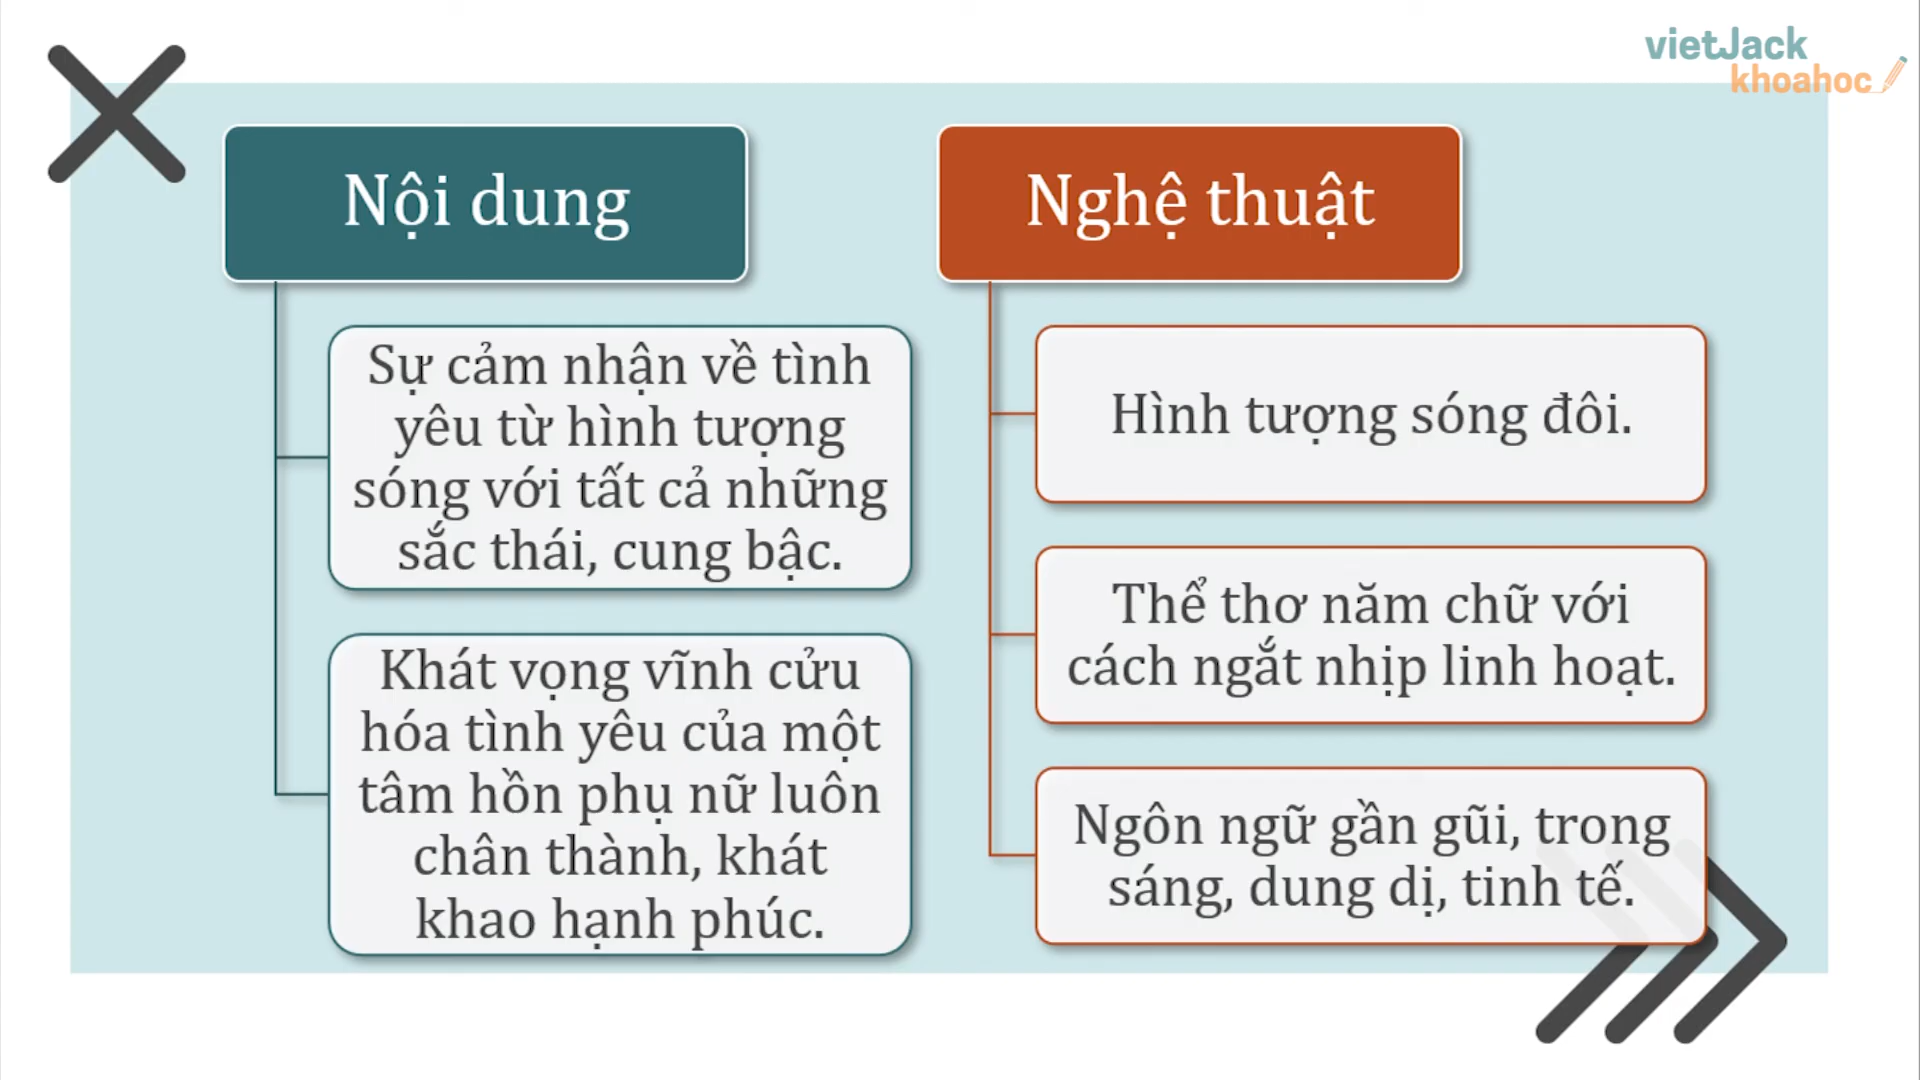 vietJack
khoahoc
Nội dung
Sự cảm nhận về tình
yêu từ hình tượng
sóng với tất cả những
sắc thái, cung bậc.
Khát vọng vĩnh cửu
hóa tình yêu của một
tâm hồn phụ nữ luôn
chân thành, khát
khao hạnh phúc.
Nghệ thuật
Hình tượng sóng đôi.
Thể thơ năm chữ với
cách ngắt nhịp linh hoạt.
Ngôn ngữ gần gũi, trong
sáng, dung dị, tinh tế.